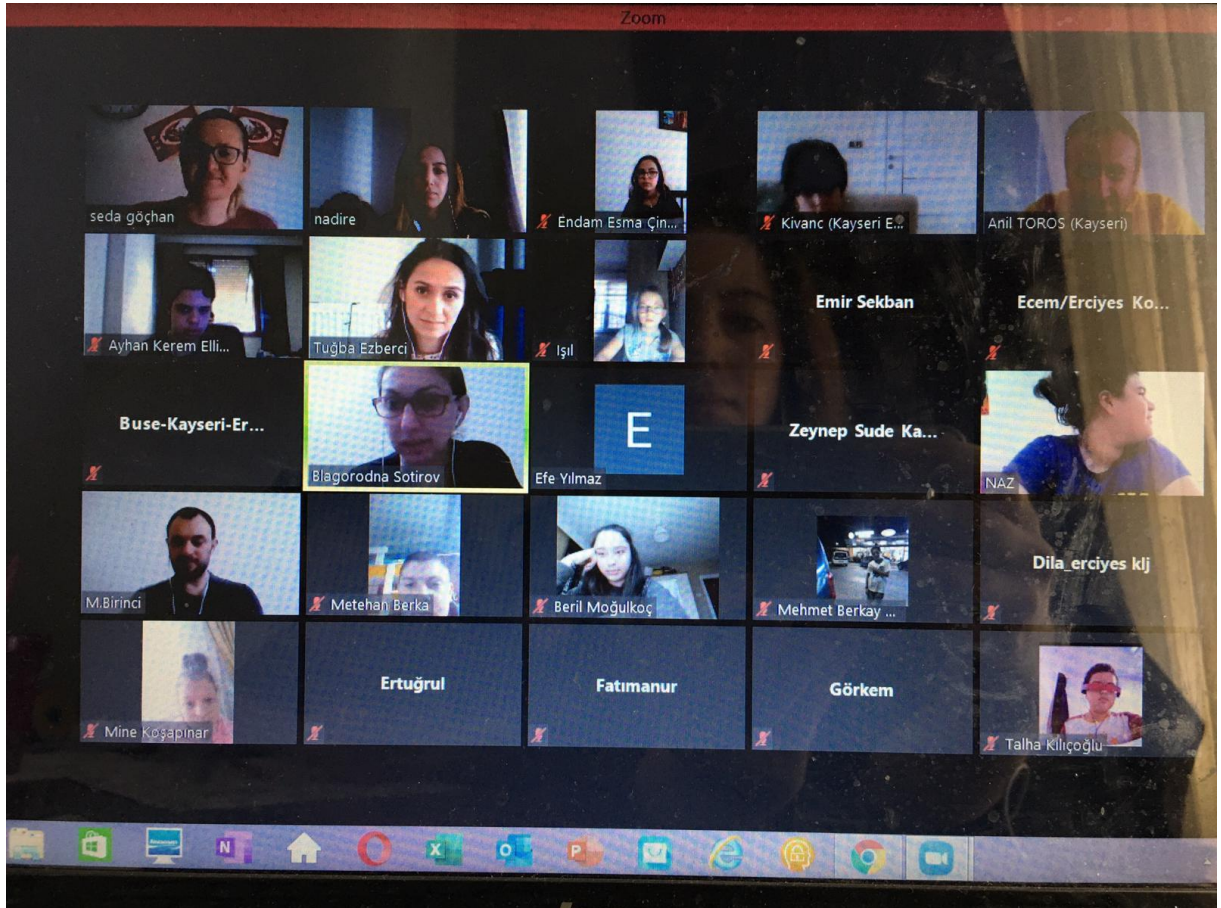 Zoom
seda göçhan
nadire
Endam Esma Çin...
Kivanc (Kayseri E...
Anil TOROS (Kayseri)
Ayhan Kerem Elli...
Tuğba Ezberci
Işıl
Emir Sekban
Ecem/Erciyes Ko...
Buse-Kayseri-Er...
Blagorodna Sotirov
E
Efe Yılmaz
Zeynep Sude Ka...
NAZ
M.Birinci
Metehan Berka
Beril Moğulkoç
Mehmet Berkay ...
Dila_erciyes klj
Mine Koşapınar
Ertuğrul
Fatımanur
Görkem
Talha Kılıçoğlu
N
X
O
P